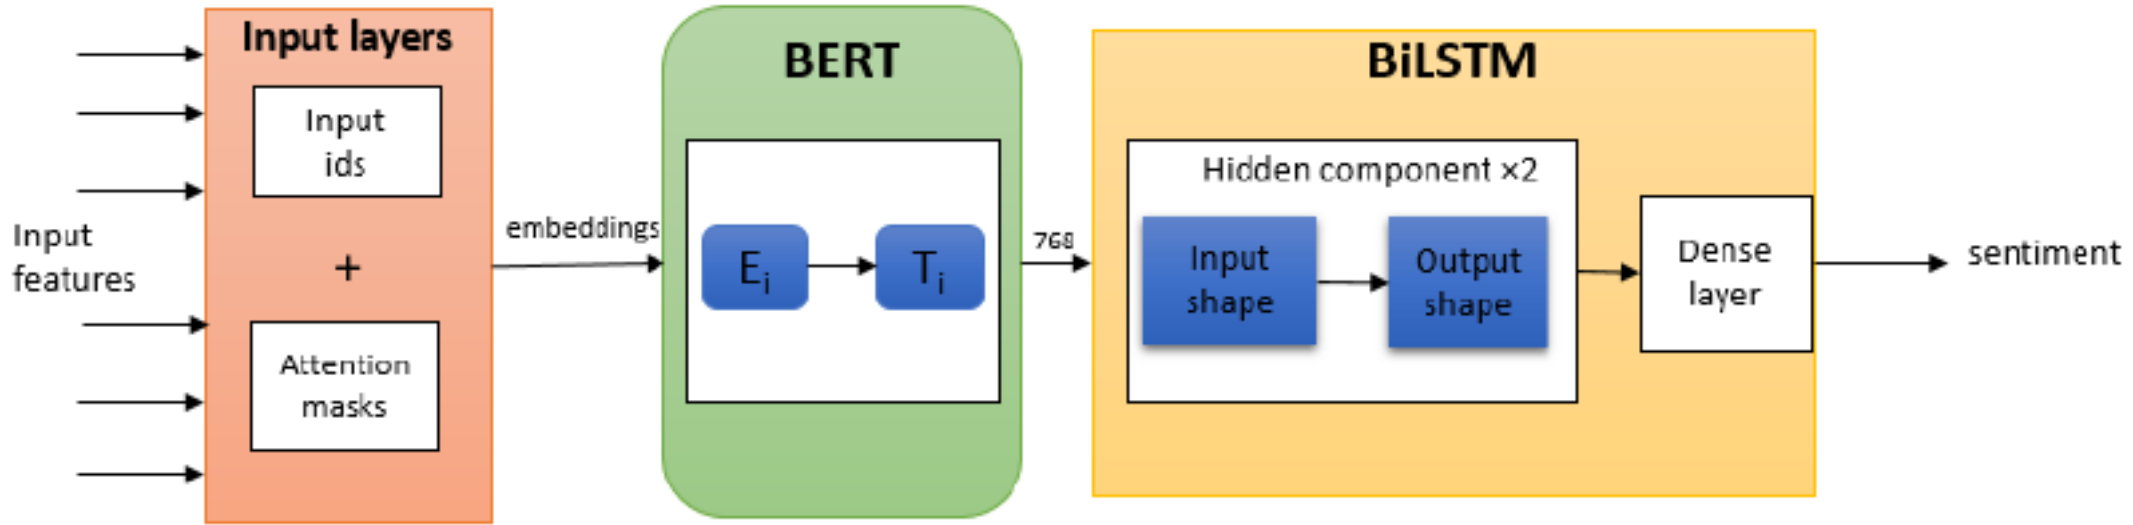 Input
features
Input layers
Input
ids
+
Attention
masks
embeddings
BERT
Ei
Ti
768
BiLSTM
Hidden component ×2
Input
shape
Output
shape
Dense
layer
sentiment